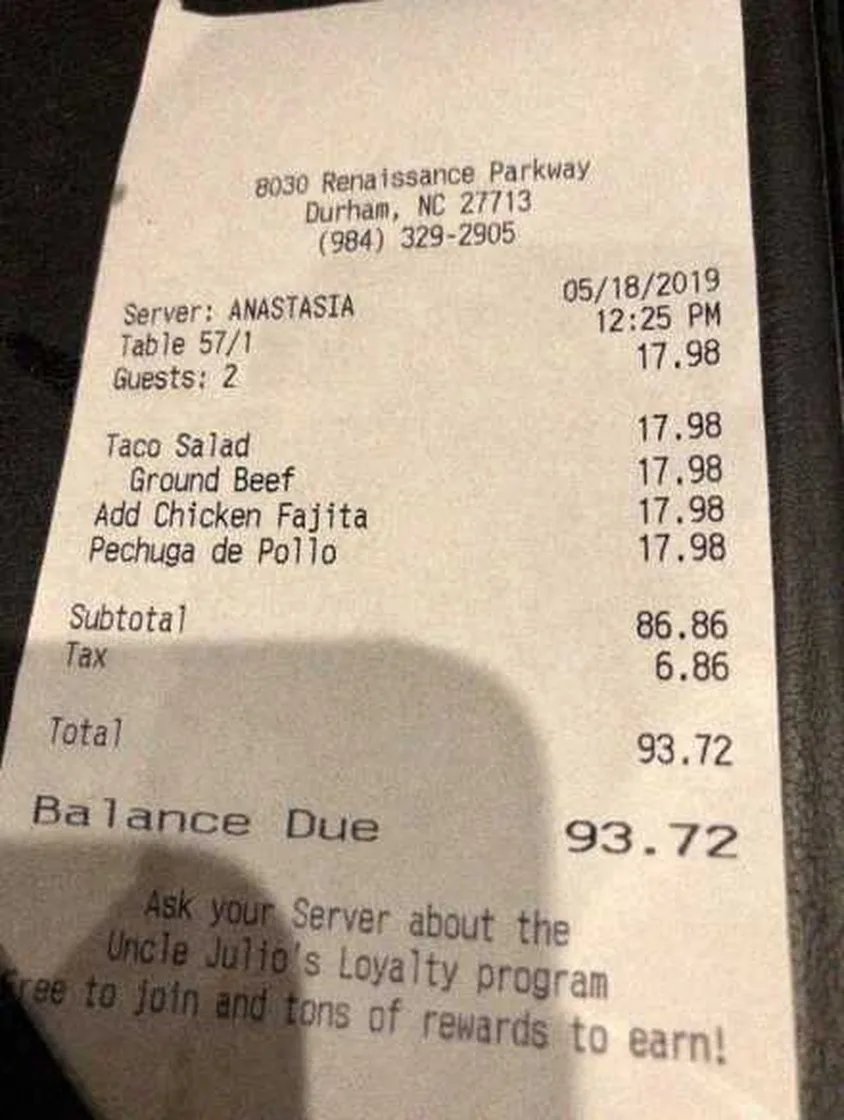 8030 Renaissance Parkway
Durham, NC 27713
(984) 329-2905
Server: ANASTASIA 05/18/2019
Table 57/1 12:25 PM
Guests: 2 17.98
Taco Salad 17.98
Ground Beef 17.98
Add Chicken Fajita 17.98
Pechuga de Pollo 17.98
Subtotal 86.86
Tax 6.86
Total 93.72
Balance Due 93.72
Ask your Server about the
Uncle Julio's Loyalty program
free to join and tons of rewards to earn!